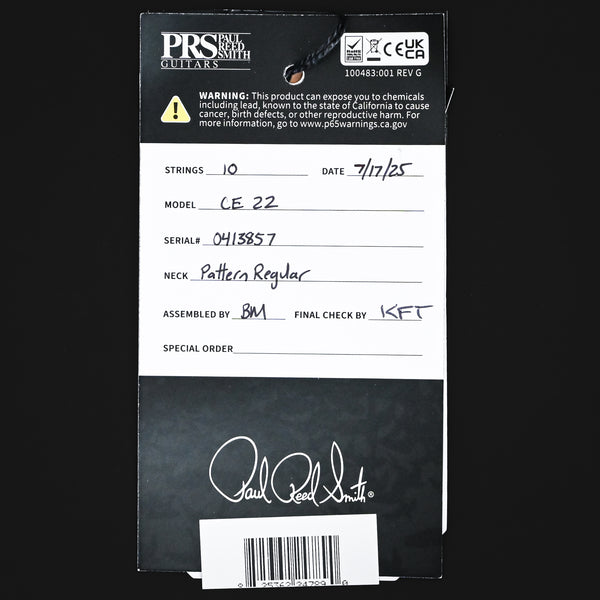 PRS PAUL REED SMITH
GUITARS
CE UK CA
100483:001 REV G
WARNING: This product can expose you to chemicals
including lead, known to the state of California to cause
cancer, birth defects, or other reproductive harm. For
more information, go to www.p65warnings.ca.gov
STRINGS 10 DATE 7/17/25
MODEL CE 22
SERIAL# 0413857
NECK Pattern Regular
ASSEMBLED BY BM FINAL CHECK BY KFT
SPECIAL ORDER
Paul Reed Smith®